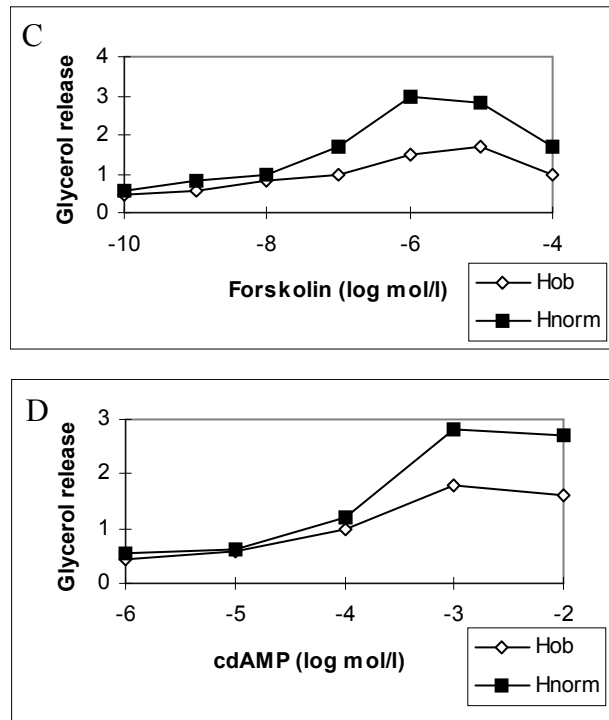 C
4
3
2
1
0
Glycerol release
-10 -8 -6 -4
Forskolin (log mol/l)
Hob
Hnorm
D
3
2
1
0
Glycerol release
-6 -5 -4 -3 -2
cdAMP (log mol/l)
Hob
Hnorm